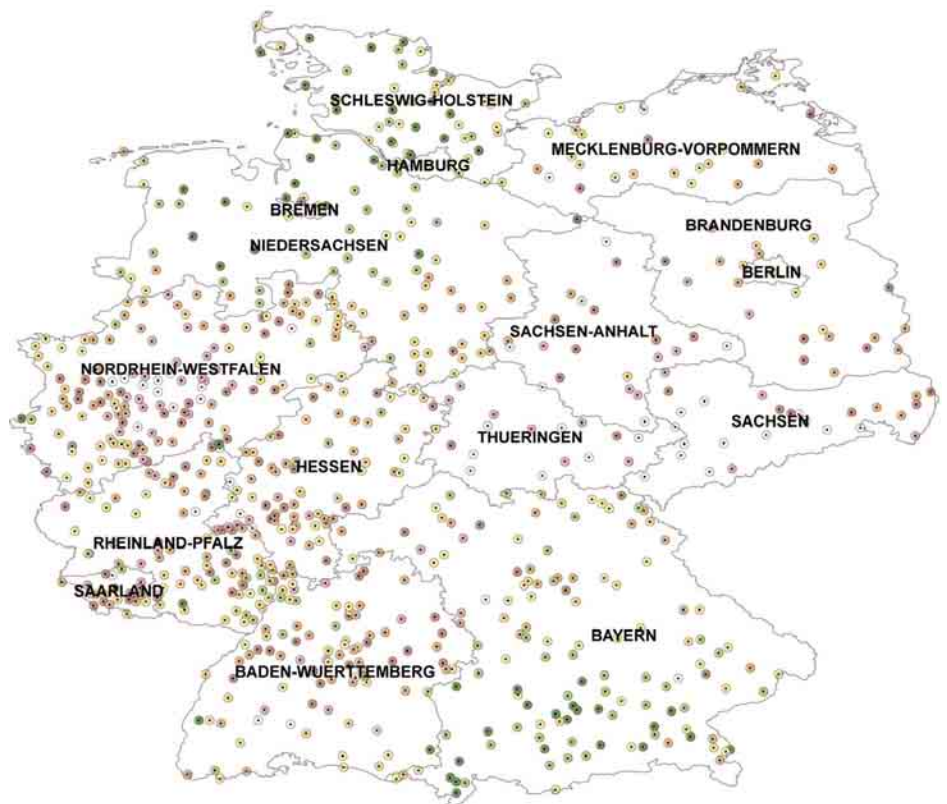 SCHLESWIG-HOLSTEIN
MECKLENBURG-VORPOMMERN
HAMBURG
BREMEN
BRANDENBURG
NIEDERSACHSEN
BERLIN
SACHSEN-ANHALT
NORDRHEIN-WESTFALEN
SACHSEN
THUERINGEN
HESSEN
RHEINLAND-PFALZ
SAARLAND
BAYERN
BADEN-WUERTTEMBERG